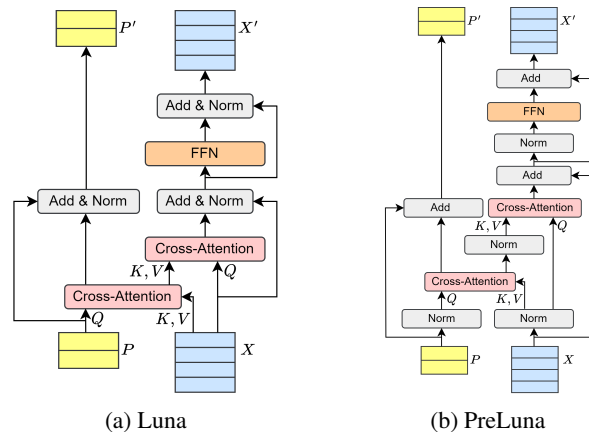 P′
X′
Add & Norm
FFN
Add & Norm
Add & Norm
Cross-Attention
K, V
Q
Cross-Attention
Q
K, V
P
X
(a) Luna
P′
X′
Add
FFN
Norm
Add
Add
Cross-Attention
K, V
Q
Norm
Cross-Attention
Q
K, V
Norm
Norm
P
X
(b) PreLuna